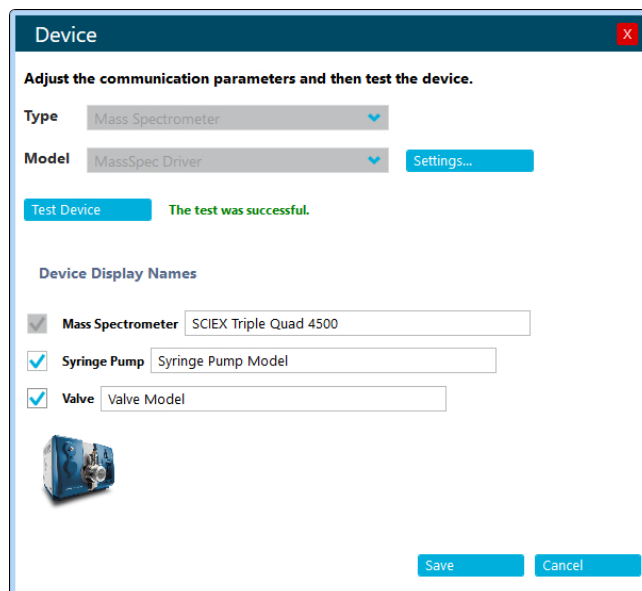 Device
X
Adjust the communication parameters and then test the device.
Type Mass Spectrometer
Model MassSpec Driver Settings...
Test Device The test was successful.
Device Display Names
Mass Spectrometer SCIEX Triple Quad 4500
Syringe Pump Syringe Pump Model
Valve Valve Model
Save Cancel